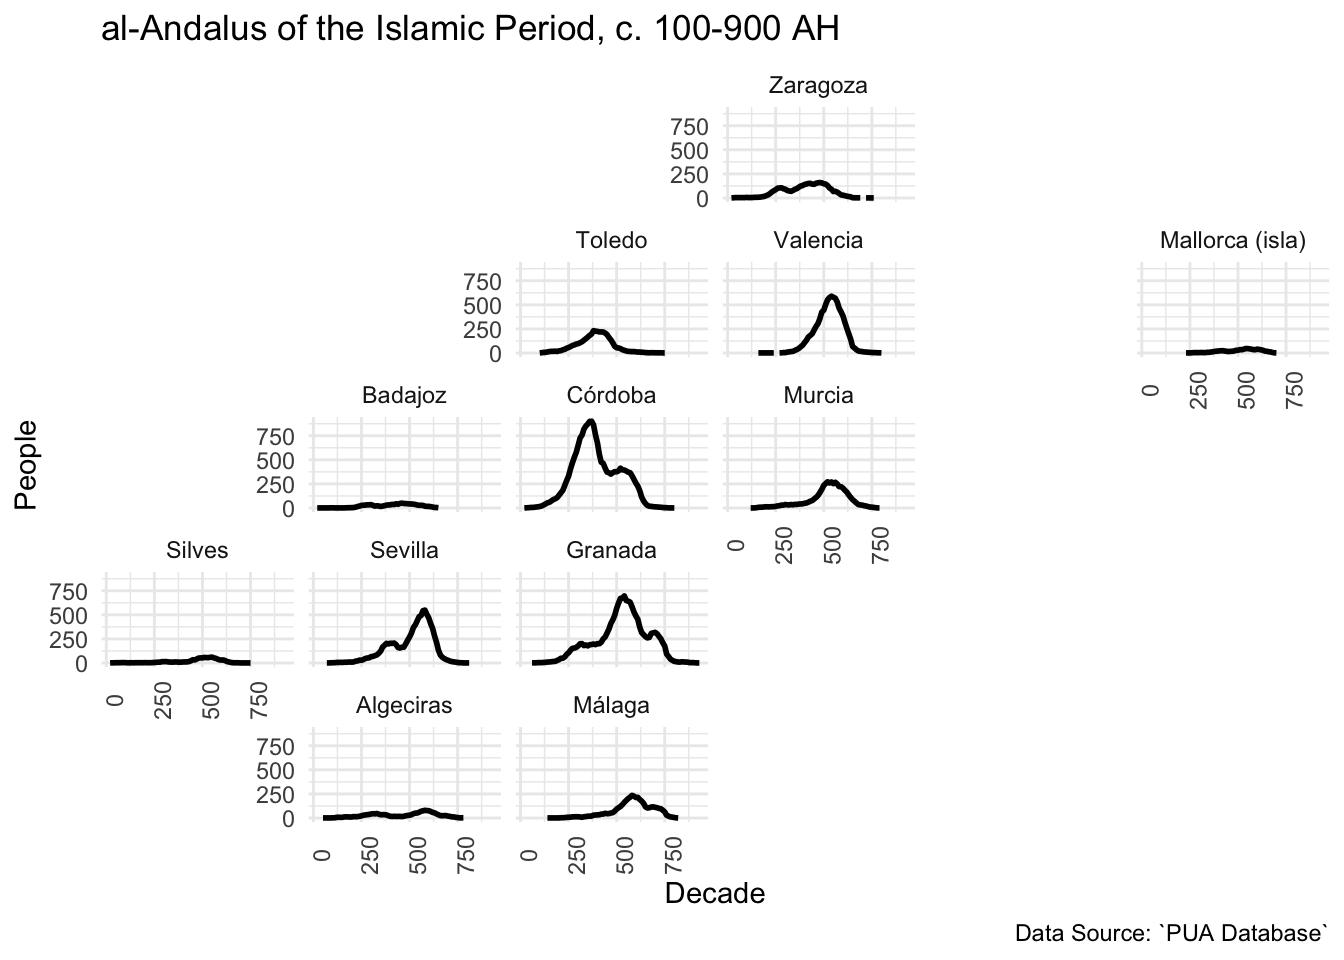 al-Andalus of the Islamic Period, c. 100-900 AH
Zaragoza
750
500
250
0
Toledo
Valencia
Mallorca (isla)
750
500
250
0
0
250
500
750
Badajoz
Córdoba
Murcia
750
500
250
0
0
250
500
750
People
Silves
Sevilla
Granada
750
500
250
0
0
250
500
750
Algeciras
Málaga
750
500
250
0
0
250
500
750
0
250
500
750
Decade
Data Source: `PUA Database`